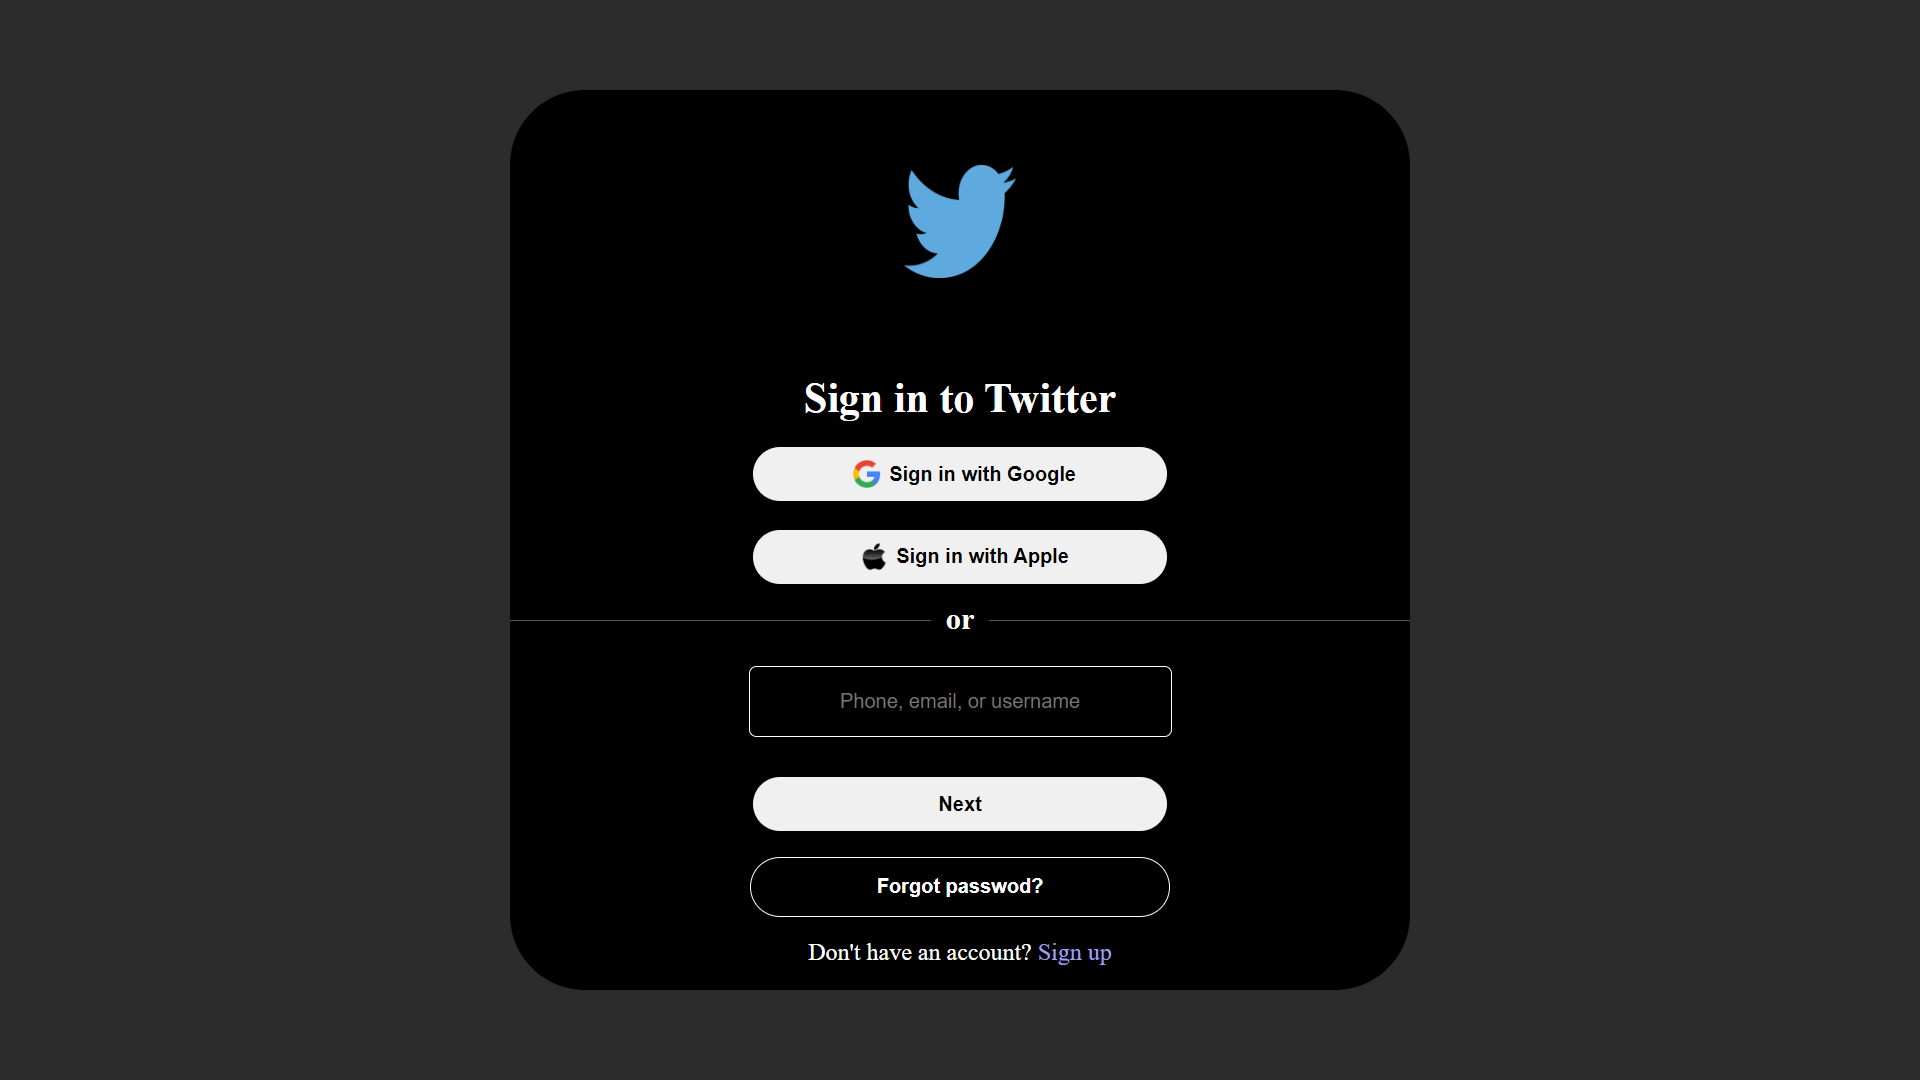 Sign in to Twitter
Sign in with Google
Sign in with Apple
or
Phone, email, or username
Next
Forgot passwod?
Don't have an account? Sign up